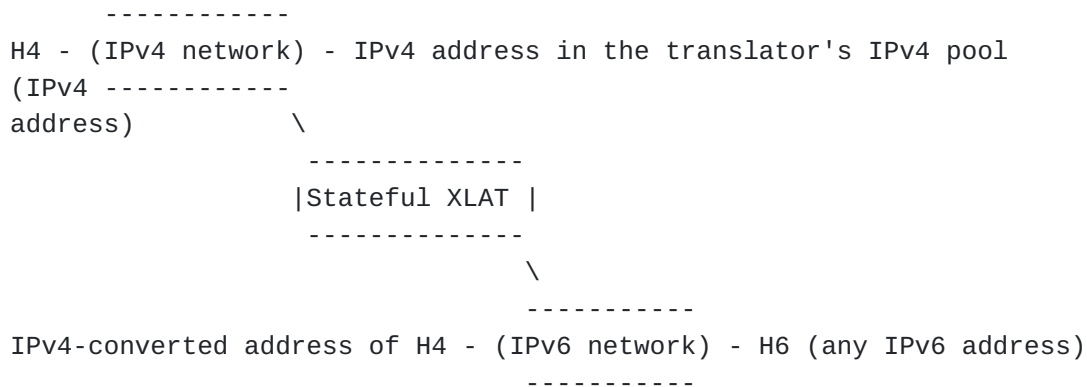 ------------
H4 - (IPv4 network) - IPv4 address in the translator's IPv4 pool
(IPv4 ------------
address) \
--------------
|Stateful XLAT |
--------------
\
-----------
IPv4-converted address of H4 - (IPv6 network) - H6 (any IPv6 address)
-----------